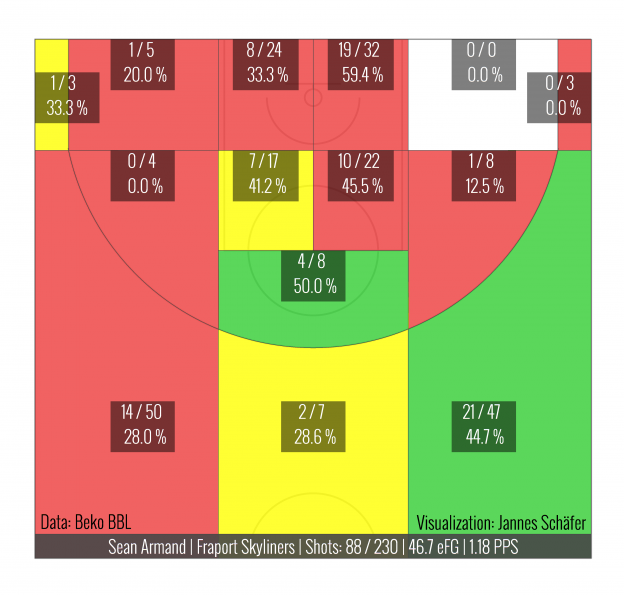 1 / 5
20.0 %
8 / 24
33.3 %
19 / 32
59.4 %
0 / 0
0.0 %
1 / 3
33.3 %
0 / 3
0.0 %
0 / 4
0.0 %
7 / 17
41.2 %
10 / 22
45.5 %
1 / 8
12.5 %
4 / 8
50.0 %
14 / 50
28.0 %
2 / 7
28.6 %
21 / 47
44.7 %
Data: Beko BBL
Visualization: Jannes Schäfer
Sean Armand | Fraport Skyliners | Shots: 88 / 230 | 46.7 eFG | 1.18 PPS